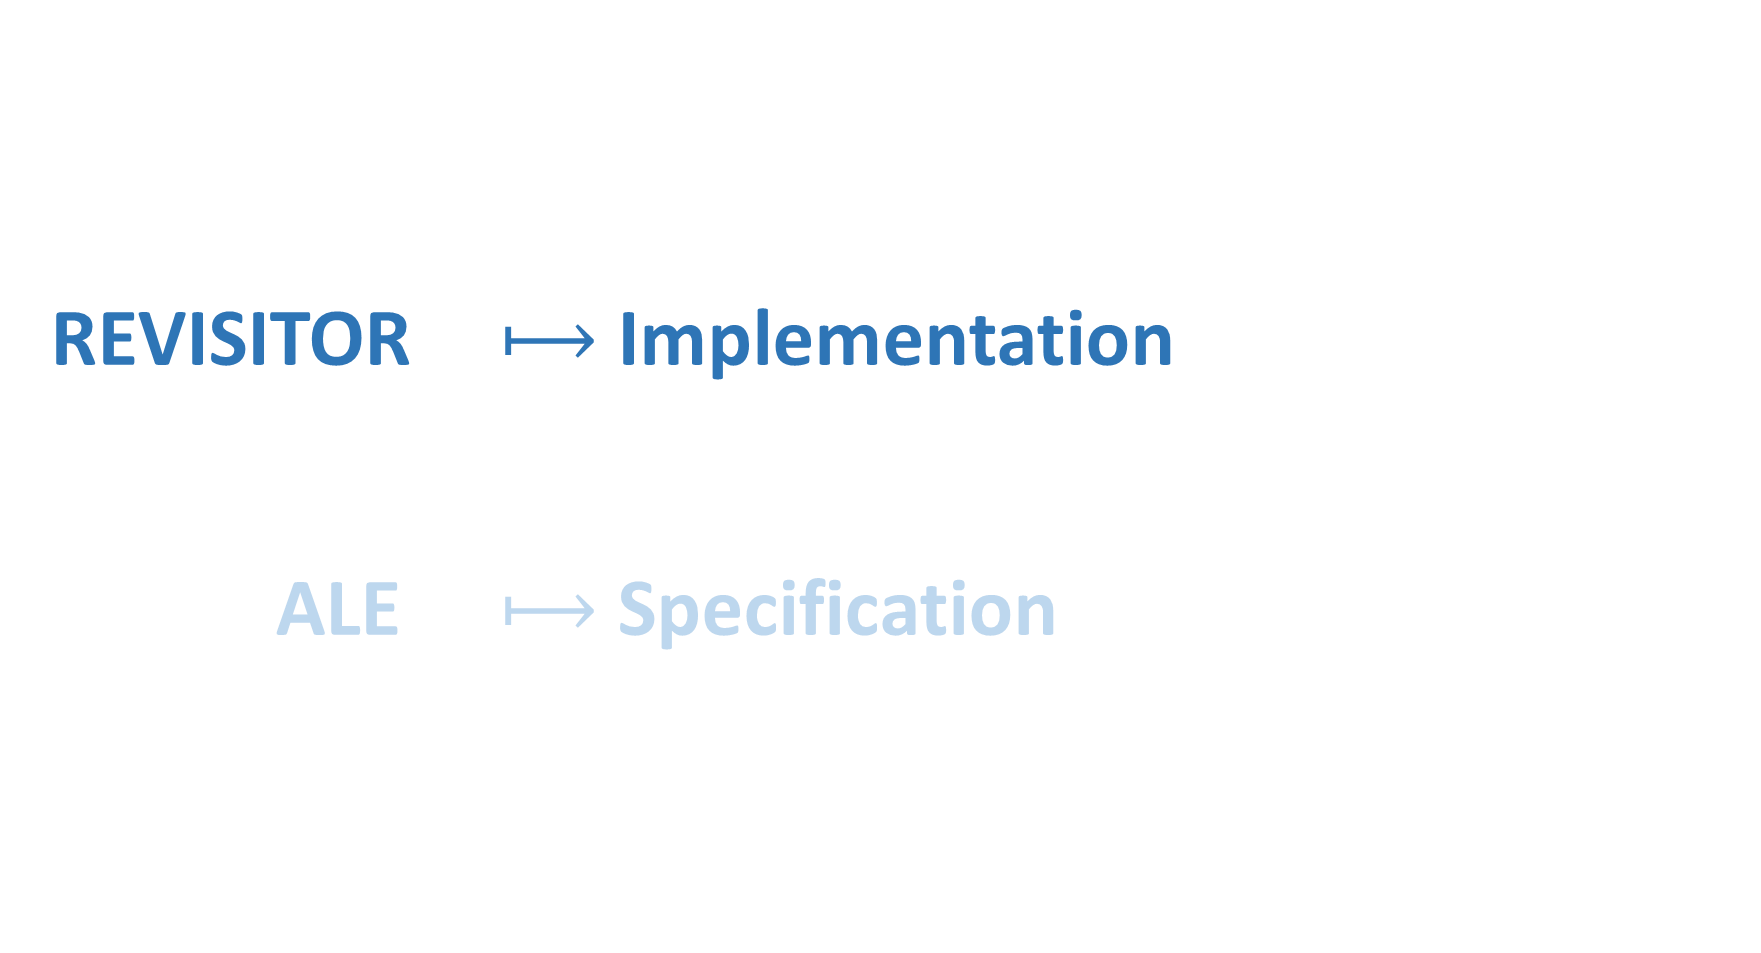 REVISITOR ⟼ Implementation
ALE ⟼ Specification